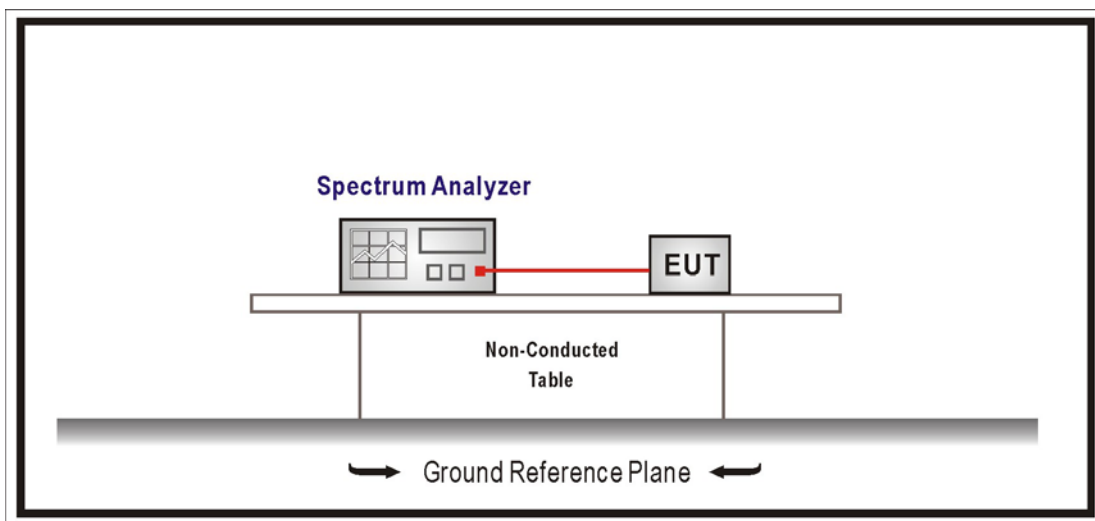 Spectrum Analyzer
EUT
Non-Conducted
Table
Ground Reference Plane